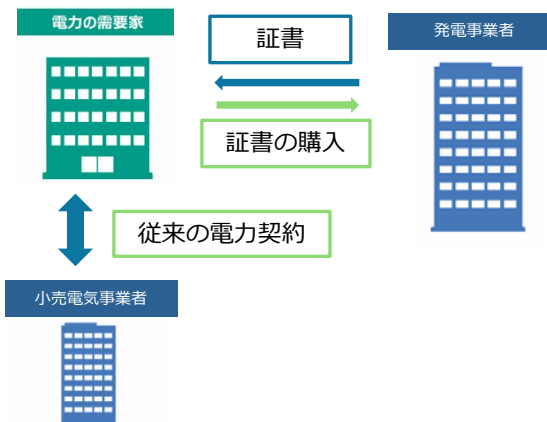 電力の需要家
証書
発電事業者
証書の購入
従来の電力契約
小売電気事業者